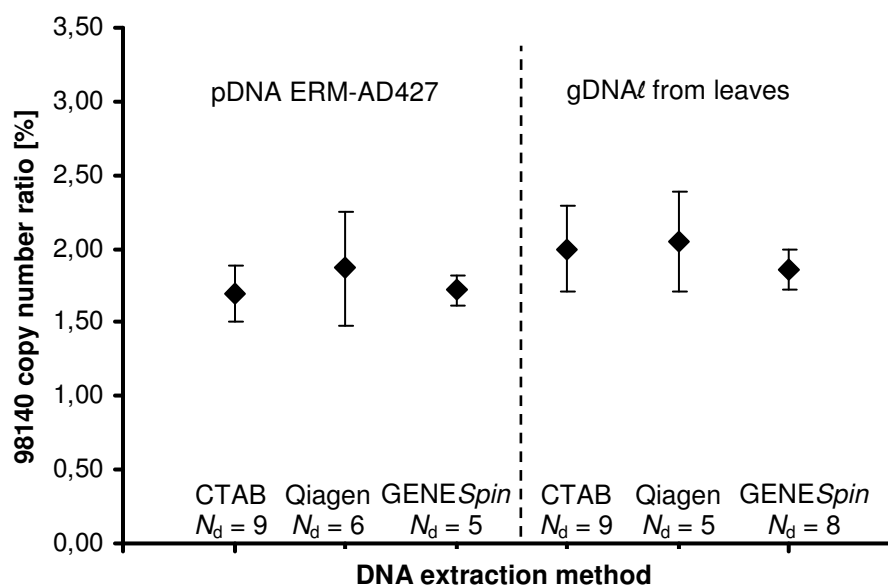 3,50
3,00
2,50
2,00
1,50
1,00
0,50
0,00
98140 copy number ratio [%]
pDNA ERM-AD427
gDNAℓ from leaves
CTAB Qiagen GENESpin CTAB Qiagen GENESpin
Nd = 9 Nd = 6 Nd = 5 Nd = 9 Nd = 5 Nd = 8
DNA extraction method